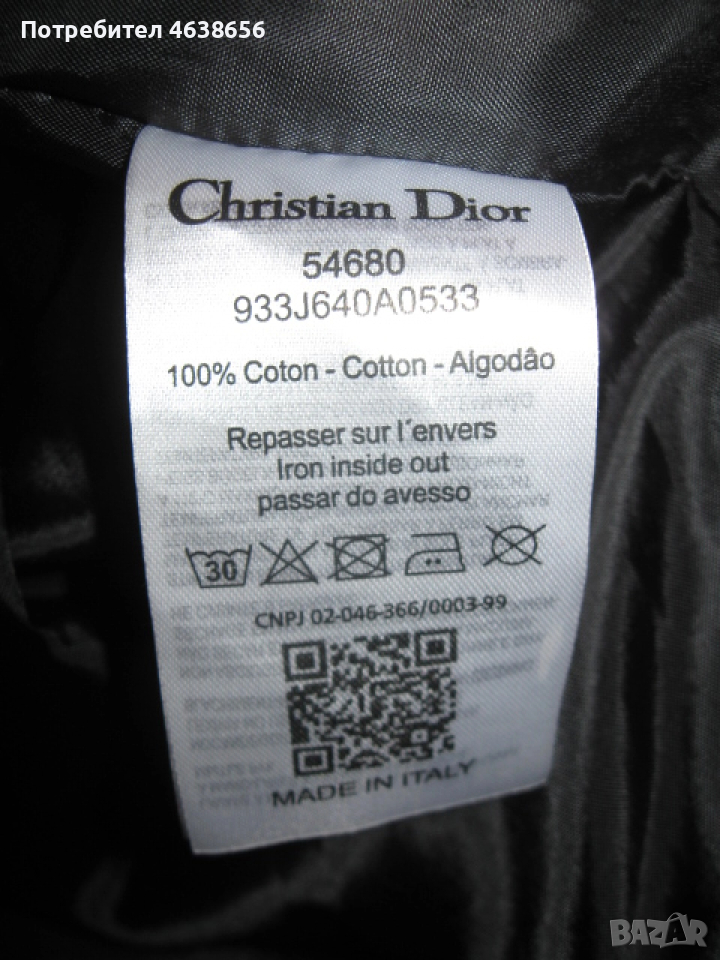 Потребител 4638656
Christian Dior
54680
933J640A0533
100% Coton - Cotton - Algodâo
Repasser sur l´envers
Iron inside out
passar do avesso
30
CNPJ 02-046-366/0003-99
MADE IN ITALY
BAZAR